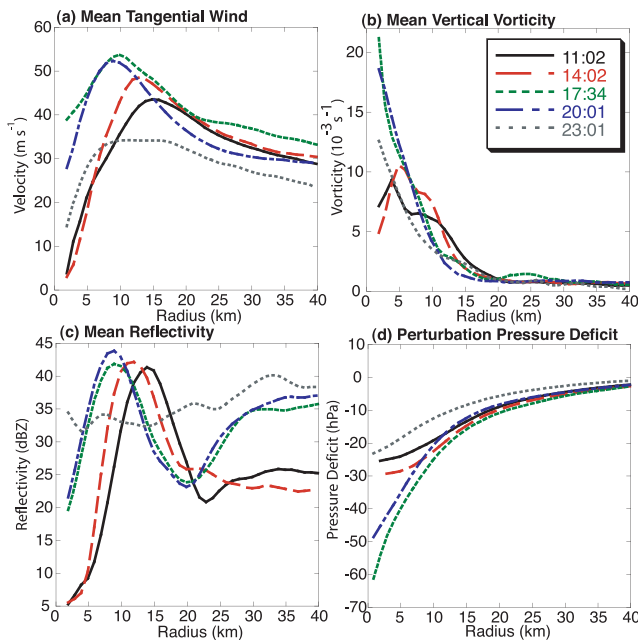 (a) Mean Tangential Wind
60
50
40
30
20
10
0
Velocity (m s⁻¹)
0 5 10 15 20 25 30 35 40
Radius (km)
(b) Mean Vertical Vorticity
20
15
10
5
0
Vorticity (10⁻³ s⁻¹)
11:02
14:02
17:34
20:01
23:01
0 5 10 15 20 25 30 35 40
Radius (km)
(c) Mean Reflectivity
45
40
35
30
25
20
15
10
5
Reflectivity (dBZ)
0 5 10 15 20 25 30 35 40
Radius (km)
(d) Perturbation Pressure Deficit
0
-10
-20
-30
-40
-50
-60
-70
Pressure Deficit (hPa)
0 5 10 15 20 25 30 35 40
Radius (km)